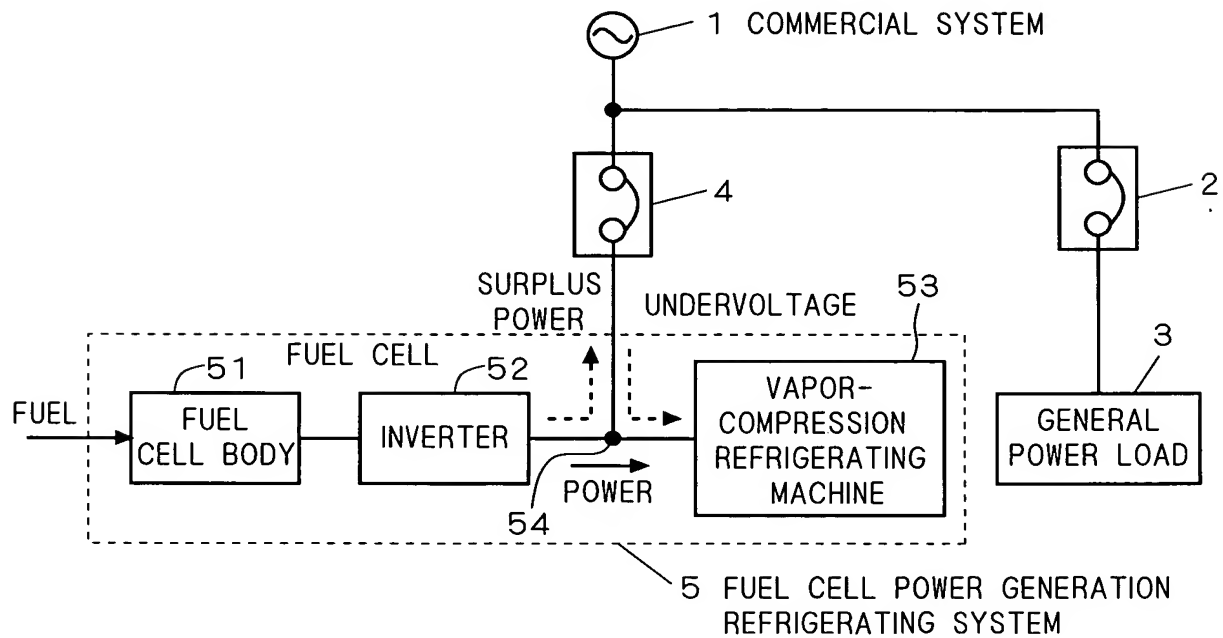 1 COMMERCIAL SYSTEM
4
2
SURPLUS
POWER
UNDERVOLTAGE
53
3
FUEL CELL
51
52
FUEL
FUEL
CELL BODY
INVERTER
VAPOR-
COMPRESSION
REFRIGERATING
MACHINE
GENERAL
POWER LOAD
POWER
54
5 FUEL CELL POWER GENERATION
REFRIGERATING SYSTEM